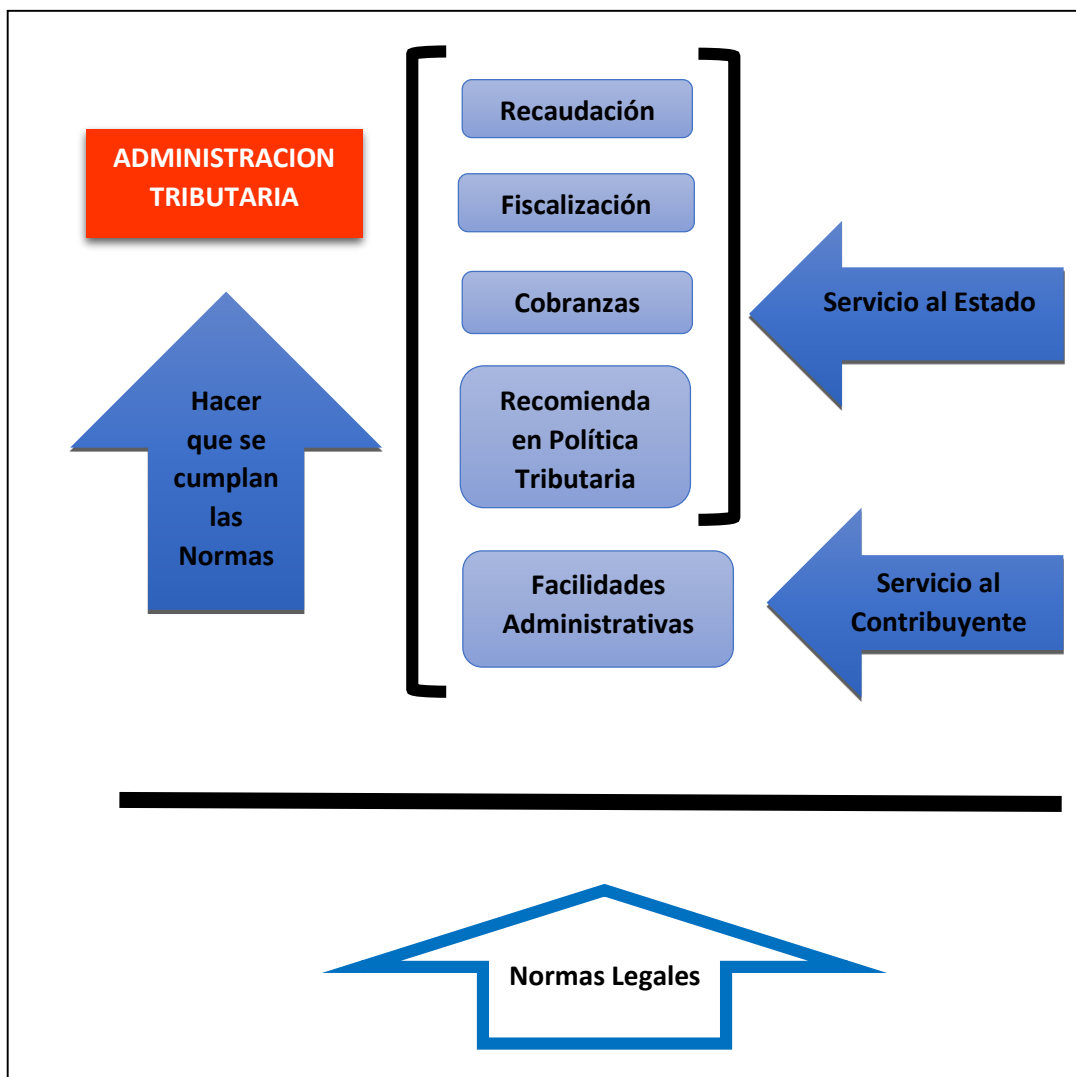 ADMINISTRACION
TRIBUTARIA
Hacer
que se
cumplan
las
Normas
Recaudación
Fiscalización
Cobranzas
Recomienda
en Política
Tributaria
Facilidades
Administrativas
Servicio al Estado
Servicio al
Contribuyente
Normas Legales